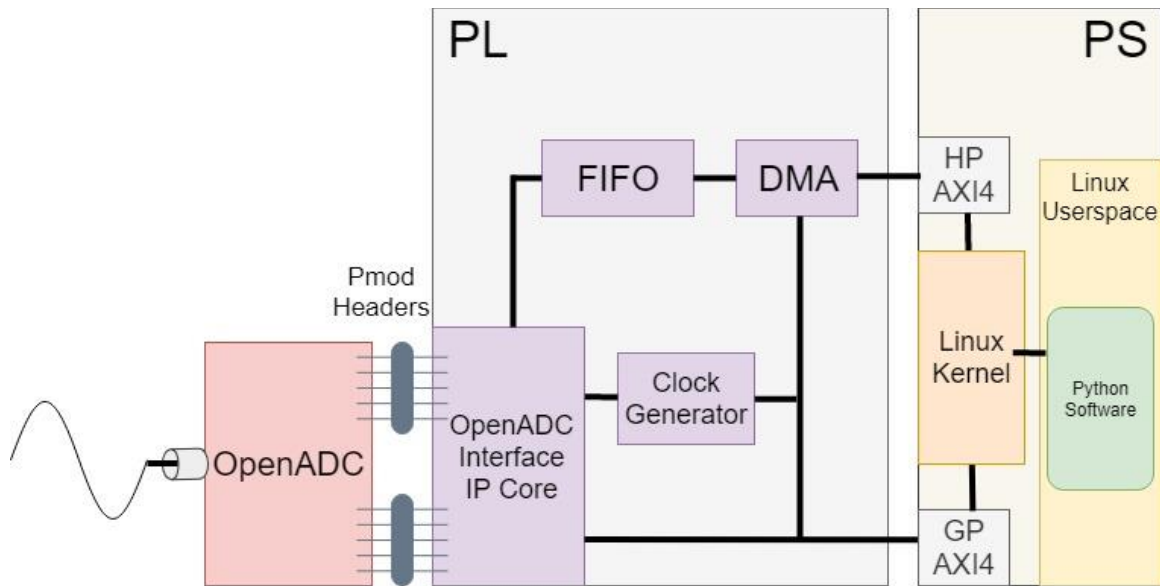 PL
PS
FIFO
DMA
HP
AXI4
Linux
Userspace
Pmod
Headers
Linux
Kernel
Python
Software
Clock
Generator
OpenADC
OpenADC
Interface
IP Core
GP
AXI4